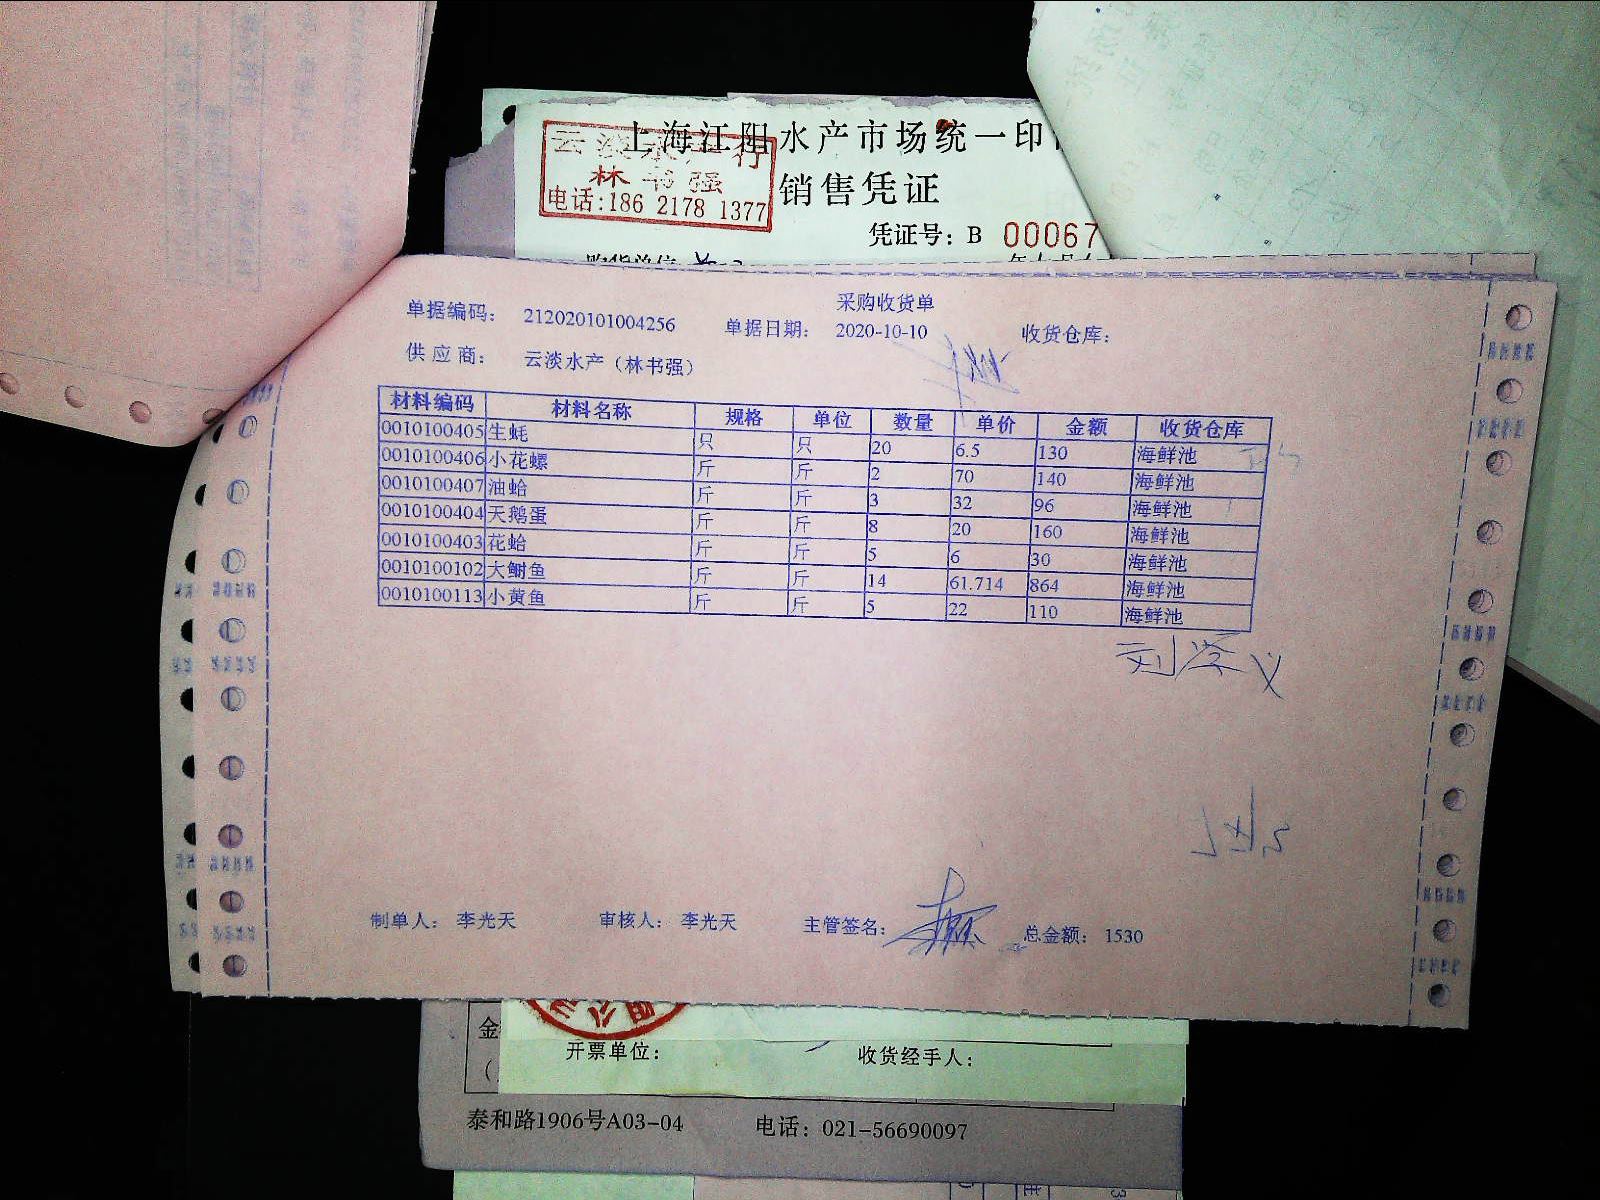 上海江阳水产市场统一印
云淡水产行
林书强
电话:186 2178 1377
销售凭证
凭证号: B 00067
购货单位
采购收货单
单据编码: 212020101004256 单据日期: 2020-10-10 收货仓库:
供应商: 云淡水产（林书强）
材料编码 材料名称 规格 单位 数量 单价 金额 收货仓库
0010100405 生蚝 只 只 20 6.5 130 海鲜池
0010100406 小花螺 斤 斤 2 70 140 海鲜池
0010100407 油蛤 斤 斤 3 32 96 海鲜池
0010100404 天鹅蛋 斤 斤 8 20 160 海鲜池
0010100403 花蛤 斤 斤 5 6 30 海鲜池
0010100102 大鲥鱼 斤 斤 14 61.714 864 海鲜池
0010100113 小黄鱼 斤 斤 5 22 110 海鲜池
刘学义
制单人: 李光天 审核人: 李光天 主管签名: 总金额: 1530
金
开票单位: 收货经手人:
泰和路1906号A03-04 电话: 021-56690097